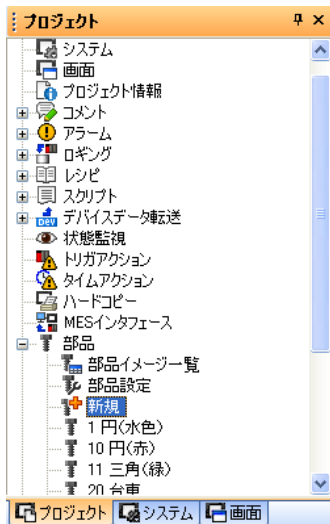 プロジェクト
システム
画面
プロジェクト情報
コメント
アラーム
ロギング
レシピ
スクリプト
デバイスデータ転送
状態監視
トリガアクション
タイムアクション
ハードコピー
MESインタフェース
部品
部品イメージ一覧
部品設定
新規
1 円(水色)
10 円(赤)
11 三角(緑)
20 台車
プロジェクト システム 画面